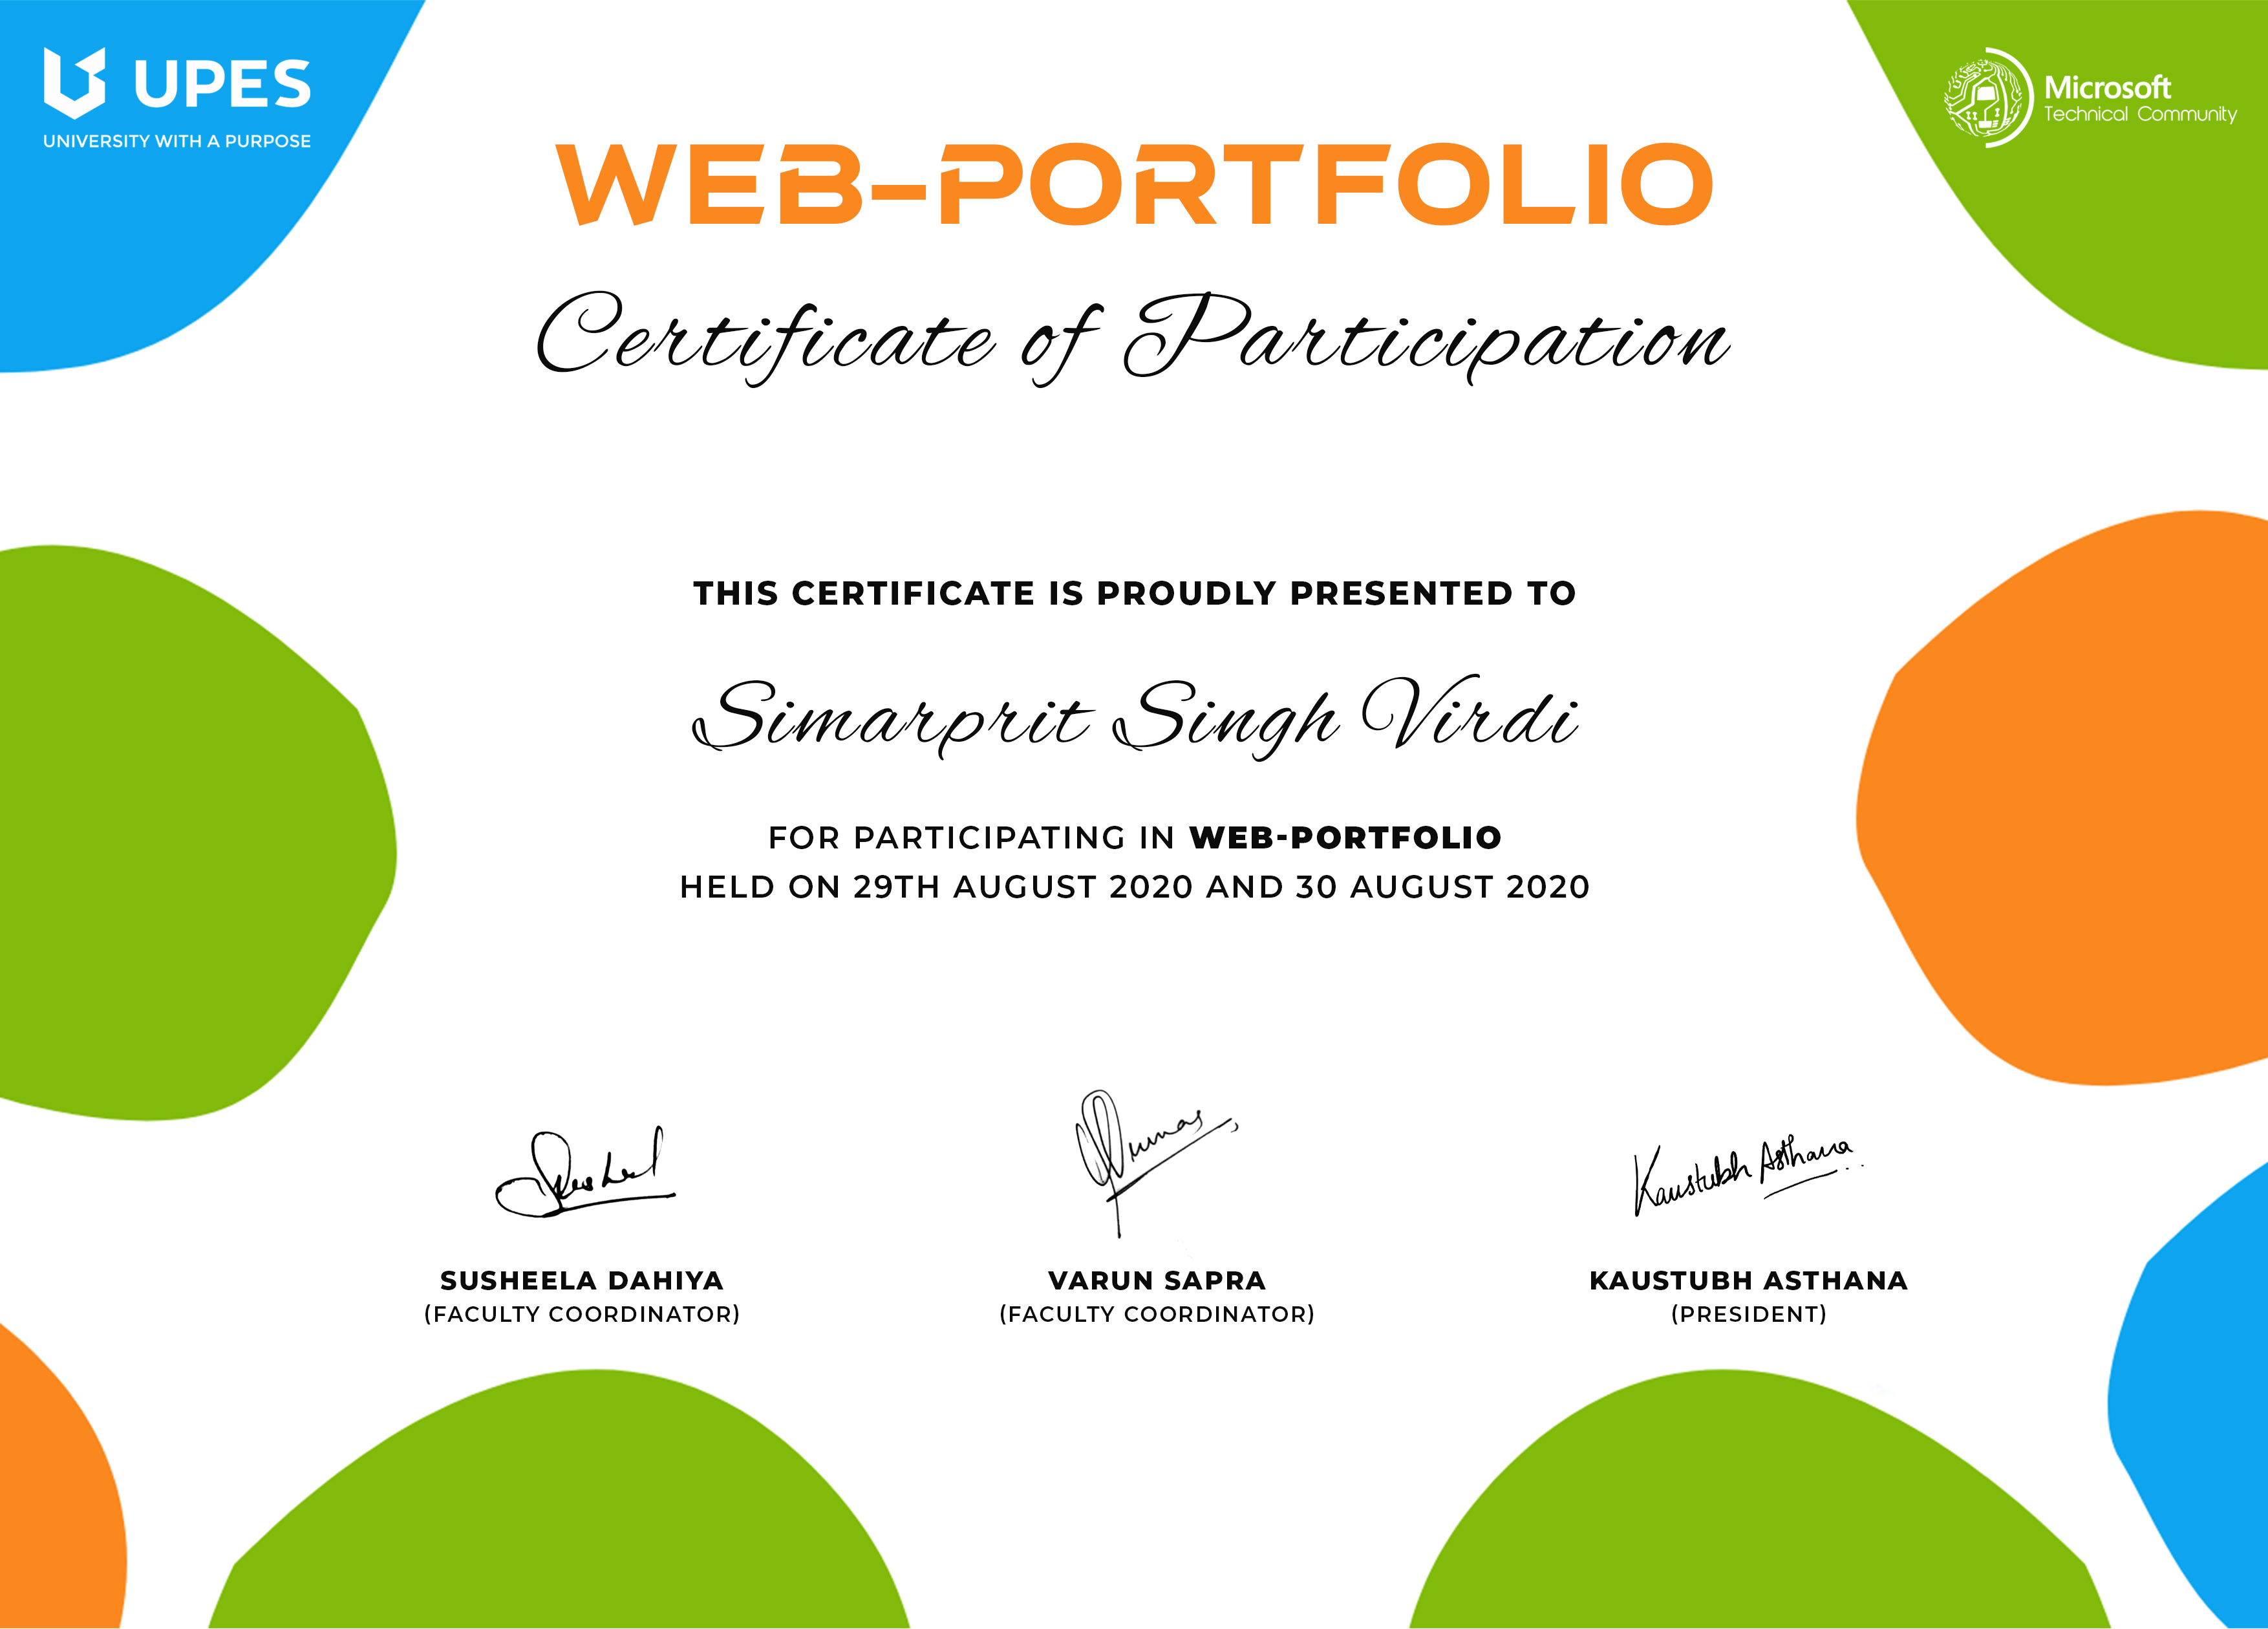 UPES
UNIVERSITY WITH A PURPOSE
Microsoft
Technical Community
WEB-PORTFOLIO
Certificate of Participation
THIS CERTIFICATE IS PROUDLY PRESENTED TO
Simarprit Singh Virdi
FOR PARTICIPATING IN WEB-PORTFOLIO
HELD ON 29TH AUGUST 2020 AND 30 AUGUST 2020
Kaustubh Asthana
SUSHEELA DAHIYA
(FACULTY COORDINATOR)
VARUN SAPRA
(FACULTY COORDINATOR)
KAUSTUBH ASTHANA
(PRESIDENT)